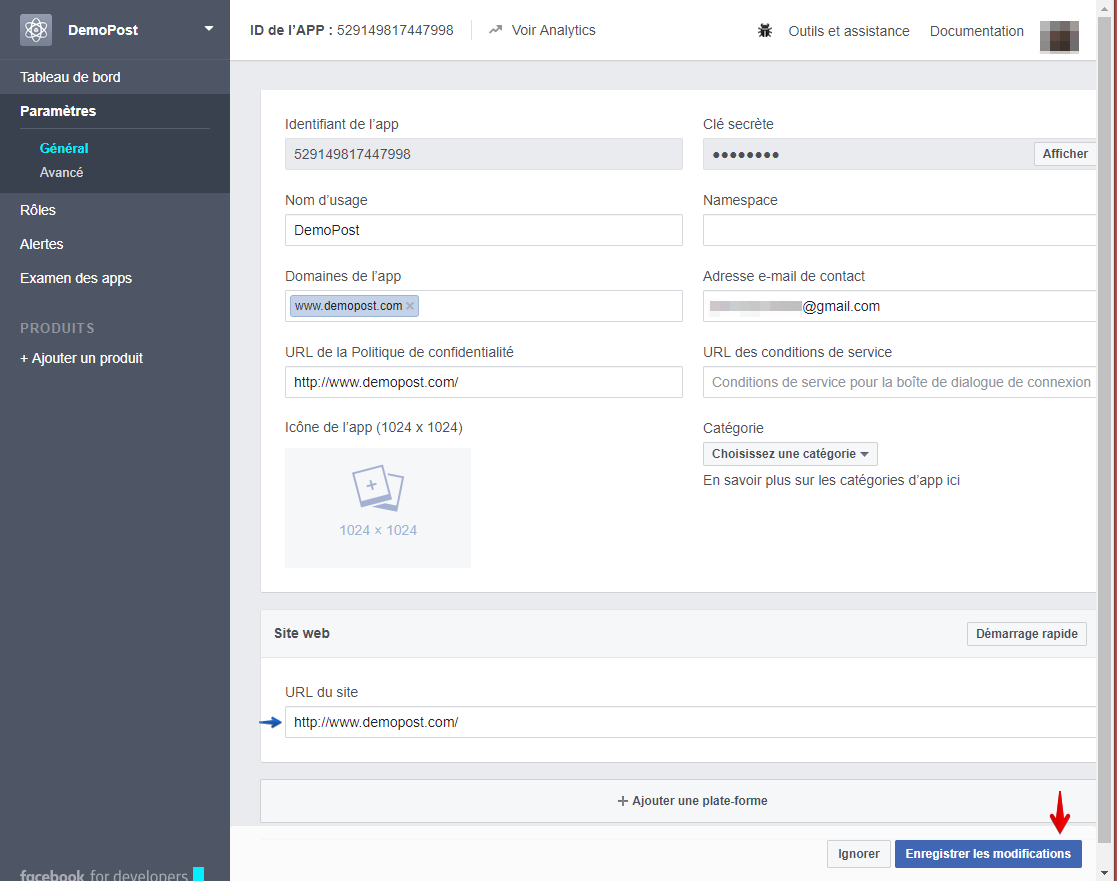 DemoPost
ID de l'APP : 529149817447998
Voir Analytics
Outils et assistance
Documentation
Tableau de bord
Paramètres
Général
Avancé
Rôles
Alertes
Examen des apps
PRODUITS
+ Ajouter un produit
facebook for developers
Identifiant de l'app
529149817447998
Clé secrète
●●●●●●●●
Afficher
Nom d'usage
DemoPost
Namespace
Domaines de l'app
www.demopost.com ×
Adresse e-mail de contact
@gmail.com
URL de la Politique de confidentialité
http://www.demopost.com/
URL des conditions de service
Conditions de service pour la boîte de dialogue de connexion
Icône de l'app (1024 x 1024)
1024 × 1024
Catégorie
Choisissez une catégorie
En savoir plus sur les catégories d'app ici
Site web
Démarrage rapide
URL du site
http://www.demopost.com/
+ Ajouter une plate-forme
Ignorer
Enregistrer les modifications